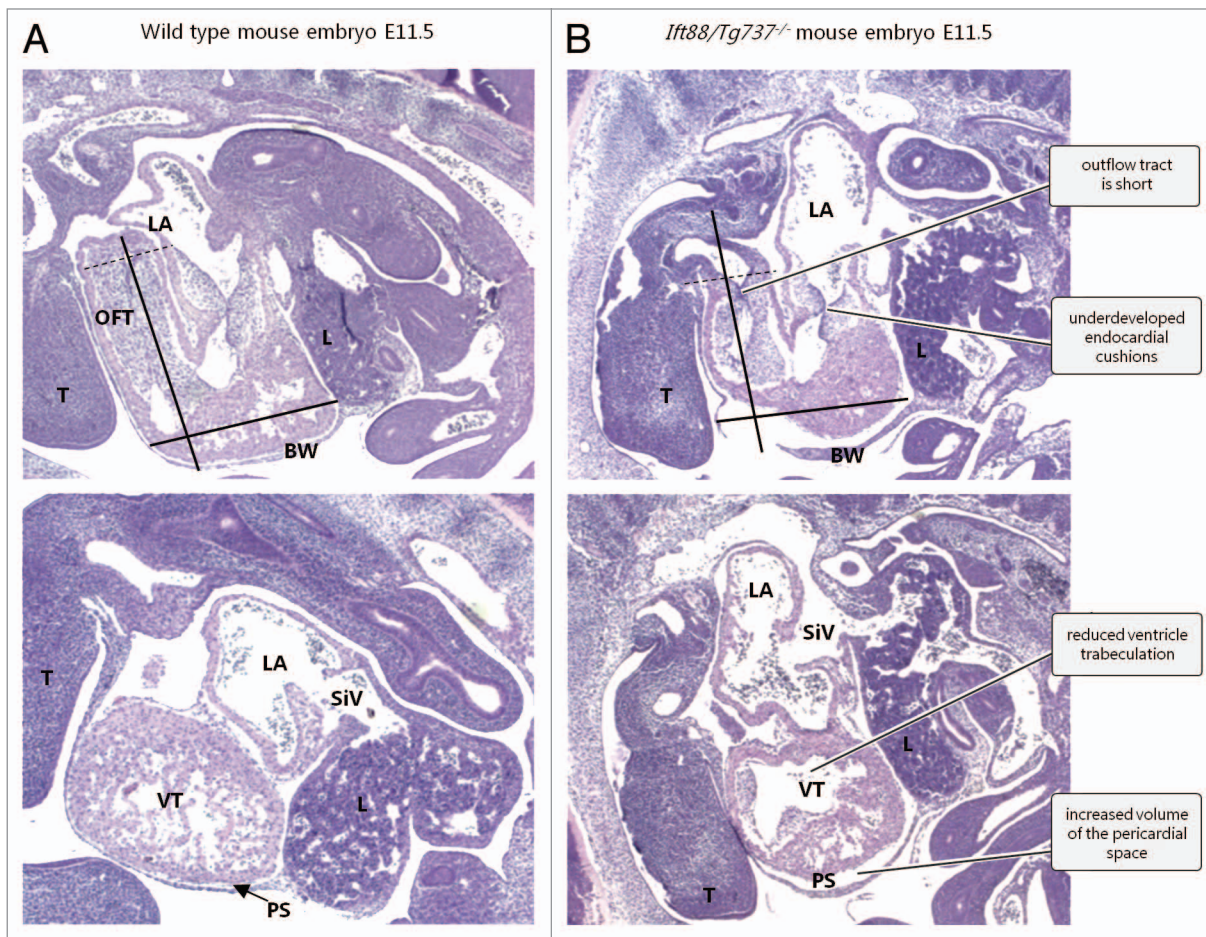 A
Wild type mouse embryo E11.5
LA
OFT
L
T
BW
T
LA
SiV
VT
L
PS
B
Ift88/Tg737-/- mouse embryo E11.5
LA
L
T
BW
outflow tract
is short
underdeveloped
endocardial
cushions
LA
SiV
L
VT
PS
T
reduced ventricle
trabeculation
increased volume
of the pericardial
space